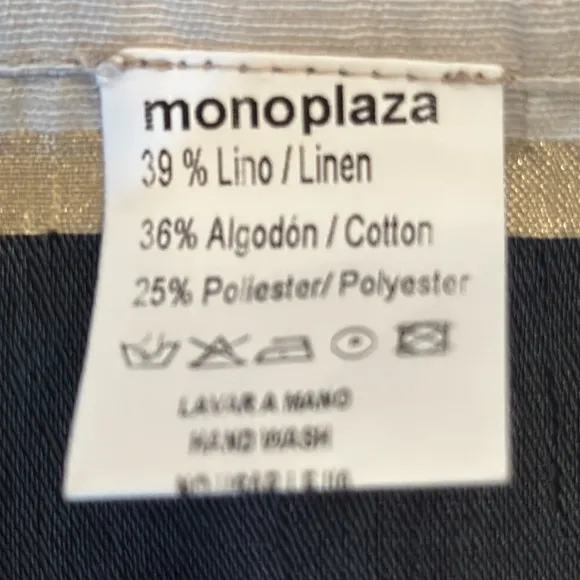 monoplaza
39 % Lino / Linen
36% Algodón / Cotton
25% Poliester/ Polyester
LAVAR A MANO
HAND WASH